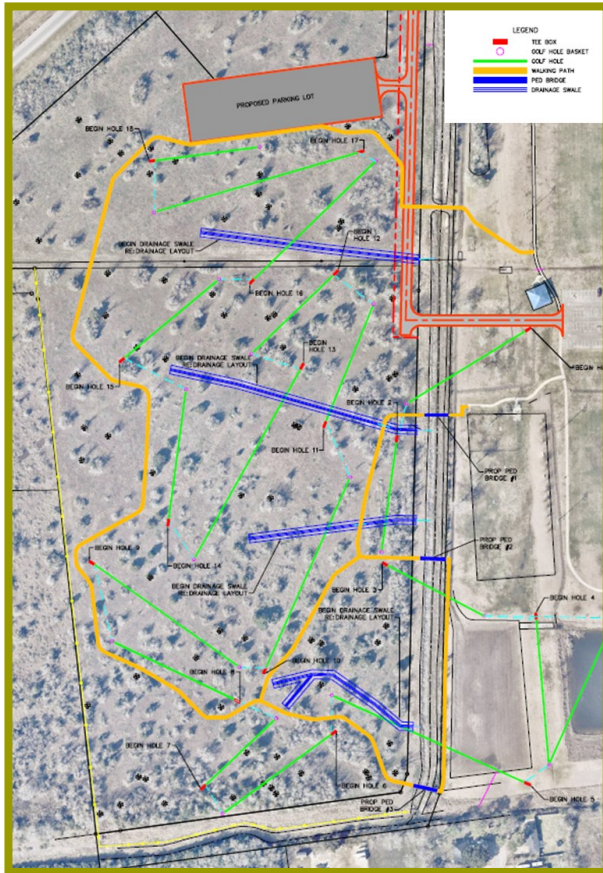 LEGEND
TEE BOX
GOLF HOLE BASKET
GOLF HOLE
WALKING PATH
PED BRIDGE
DRAINAGE SWALE
PROPOSED PARKING LOT
BEGIN HOLE 18
BEGIN HOLE 17
BEGIN
HOLE 12
BEGIN DRAINAGE SWALE
RE:DRAINAGE LAYOUT
BEGIN HOLE 16
BEGIN
HOLE 13
BEGIN DRAINAGE SWALE
RE:DRAINAGE LAYOUT
BEGIN HOLE 15
BEGIN H
BEGIN HOLE 2
BEGIN HOLE 11
PROP PED
BRIDGE #1
PROP PED
BRIDGE #2
BEGIN HOLE 9
BEGIN HOLE 14
BEGIN DRAINAGE SWALE
RE:DRAINAGE LAYOUT
BEGIN HOLE 3
BEGIN DRAINAGE SWALE
RE:DRAINAGE LAYOUT
BEGIN HOLE 4
BEGIN HOLE 10
BEGIN HOLE 8
BEGIN HOLE 7
BEGIN HOLE 6
PROP PED
BRIDGE #3
BEGIN HOLE 5